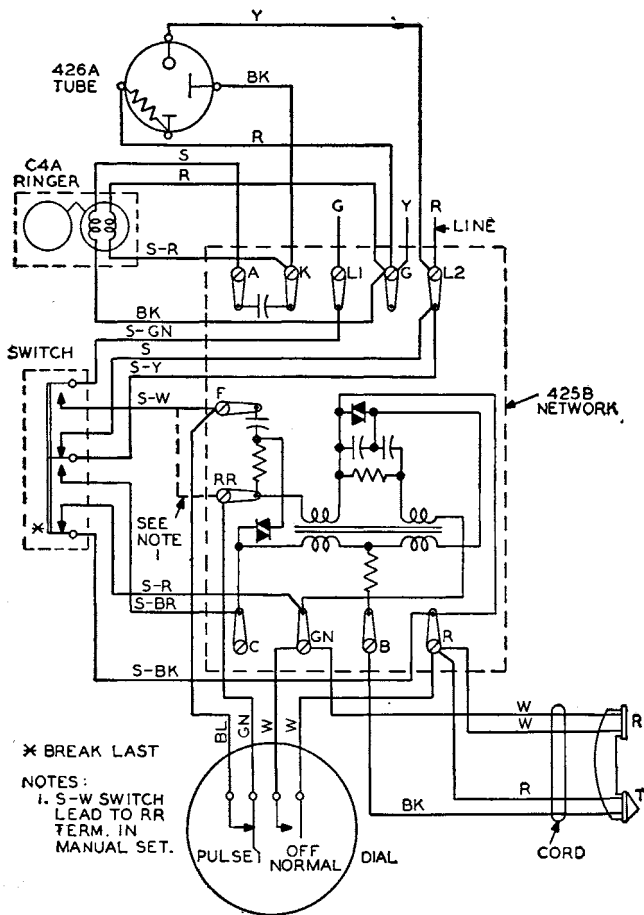 Y
426A
TUBE
BK
R
S
C4A
RINGER
R
G
Y
R
LINE
S-R
A
K
L1
G
L2
BK
S-GN
S
SWITCH
S-Y
S-W
F
425B
NETWORK
RR
SEE
NOTE
1
*
S-R
S-BR
C
GN
B
R
S-BK
BL
GN
W
W
W
W
R
* BREAK LAST
NOTES:
1. S-W SWITCH
LEAD TO RR
TERM. IN
MANUAL SET.
R
T
BK
PULSE
OFF
NORMAL
DIAL
CORD